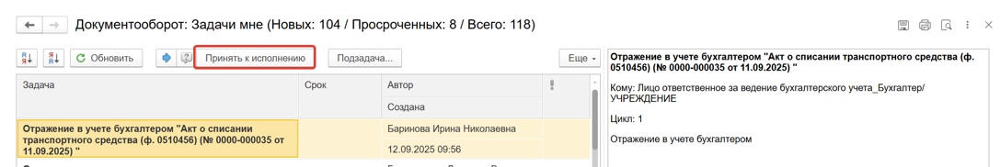 Документооборот: Задачи мне (Новых: 104 / Просроченных: 8 / Всего: 118)
Обновить
Принять к исполнению
Подзадача...
Еще
Задача
Срок
Автор
Создана
Отражение в учете бухгалтером "Акт о списании
транспортного средства (ф. 0510456) (№ 0000-000035 от
11.09.2025) "
Баринова Ирина Николаевна
12.09.2025 09:56
Отражение в учете бухгалтером "Акт о списании транспортного средства (ф.
0510456) (№ 0000-000035 от 11.09.2025) "
Кому: Лицо ответственное за ведение бухгалтерского учета_Бухгалтер/
УЧРЕЖДЕНИЕ
Цикл: 1
Отражение в учете бухгалтером